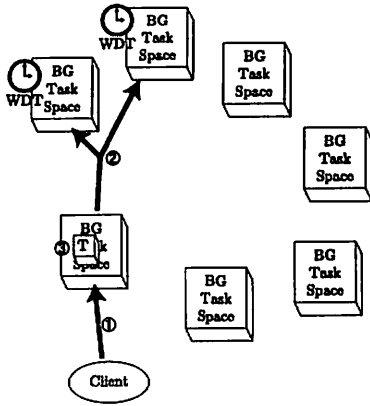 BG
Task
Space
WDT
BG
Task
Space
WDT
BG
Task
Space
BG
Task
Space
②
BG
③ T k
Space
BG
Task
Space
BG
Task
Space
①
Client